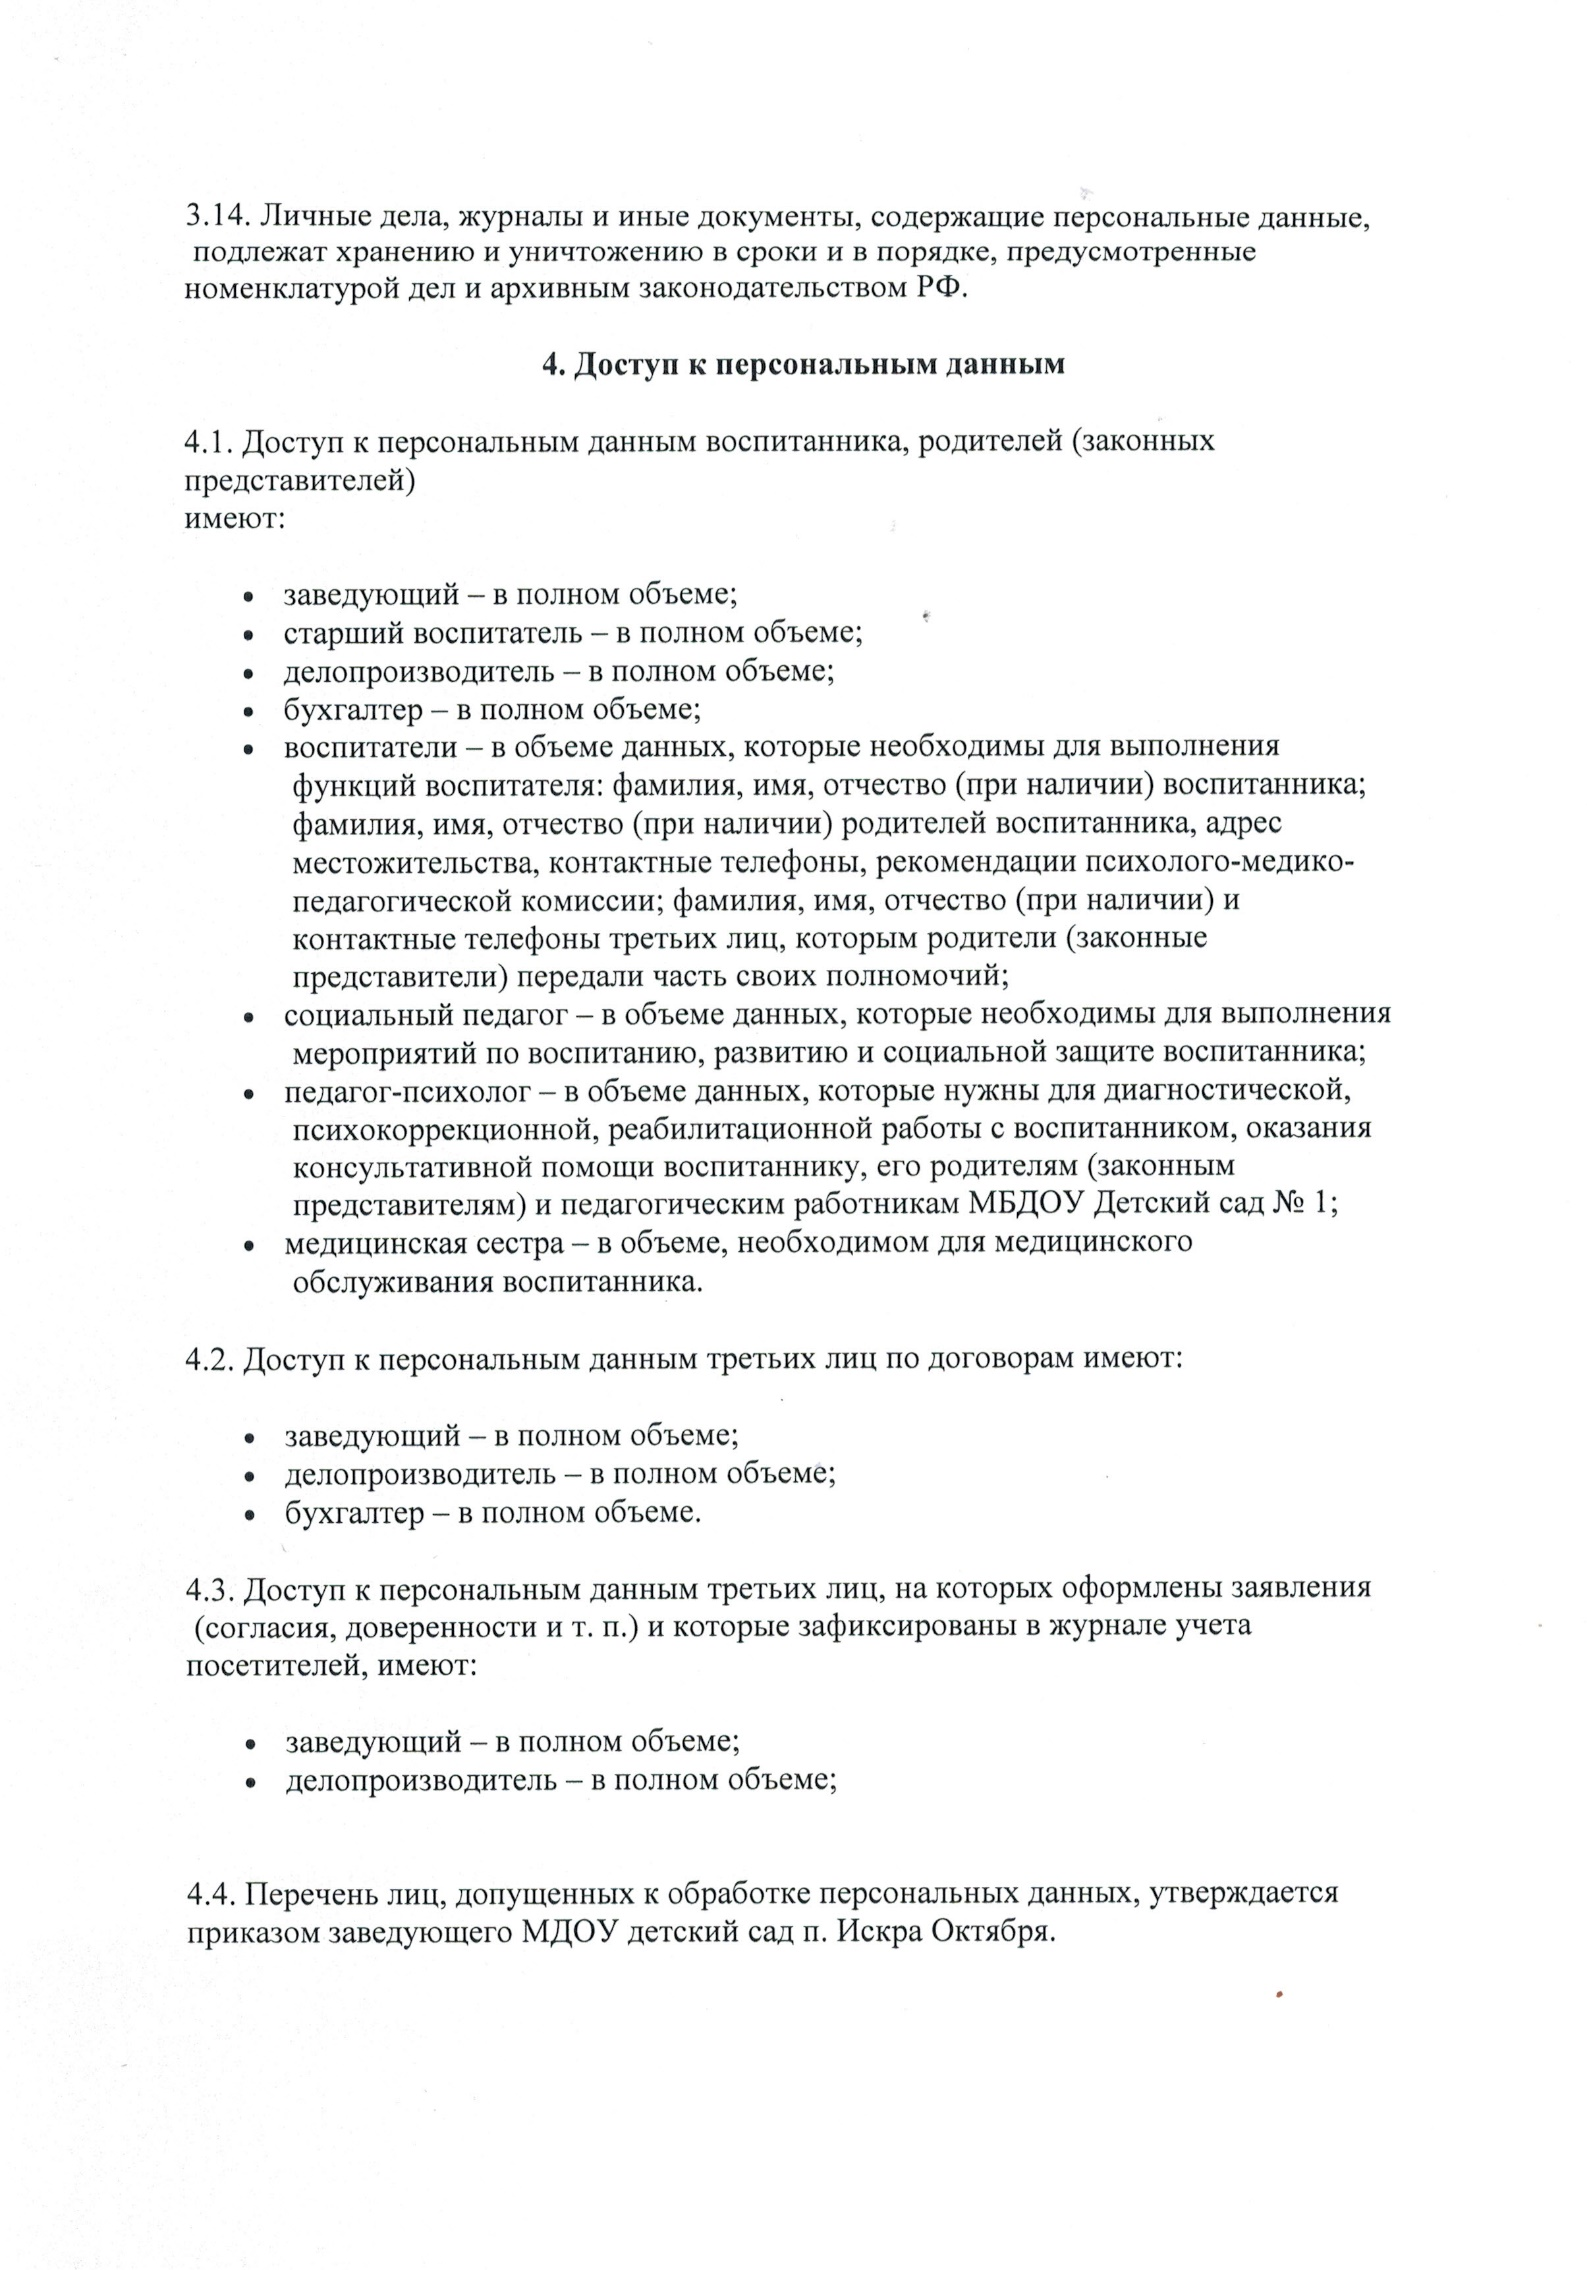 3.14. Личные дела, журналы и иные документы, содержащие персональные данные,
подлежат хранению и уничтожению в сроки и в порядке, предусмотренные
номенклатурой дел и архивным законодательством РФ.
4. Доступ к персональным данным
4.1. Доступ к персональным данным воспитанника, родителей (законных
представителей)
имеют:
• заведующий – в полном объеме;
• старший воспитатель – в полном объеме;
• делопроизводитель – в полном объеме;
• бухгалтер – в полном объеме;
• воспитатели – в объеме данных, которые необходимы для выполнения
функций воспитателя: фамилия, имя, отчество (при наличии) воспитанника;
фамилия, имя, отчество (при наличии) родителей воспитанника, адрес
местожительства, контактные телефоны, рекомендации психолого-медико-
педагогической комиссии; фамилия, имя, отчество (при наличии) и
контактные телефоны третьих лиц, которым родители (законные
представители) передали часть своих полномочий;
• социальный педагог – в объеме данных, которые необходимы для выполнения
мероприятий по воспитанию, развитию и социальной защите воспитанника;
• педагог-психолог – в объеме данных, которые нужны для диагностической,
психокоррекционной, реабилитационной работы с воспитанником, оказания
консультативной помощи воспитаннику, его родителям (законным
представителям) и педагогическим работникам МБДОУ Детский сад № 1;
• медицинская сестра – в объеме, необходимом для медицинского
обслуживания воспитанника.
4.2. Доступ к персональным данным третьих лиц по договорам имеют:
• заведующий – в полном объеме;
• делопроизводитель – в полном объеме;
• бухгалтер – в полном объеме.
4.3. Доступ к персональным данным третьих лиц, на которых оформлены заявления
(согласия, доверенности и т. п.) и которые зафиксированы в журнале учета
посетителей, имеют:
• заведующий – в полном объеме;
• делопроизводитель – в полном объеме;
4.4. Перечень лиц, допущенных к обработке персональных данных, утверждается
приказом заведующего МДОУ детский сад п. Искра Октября.